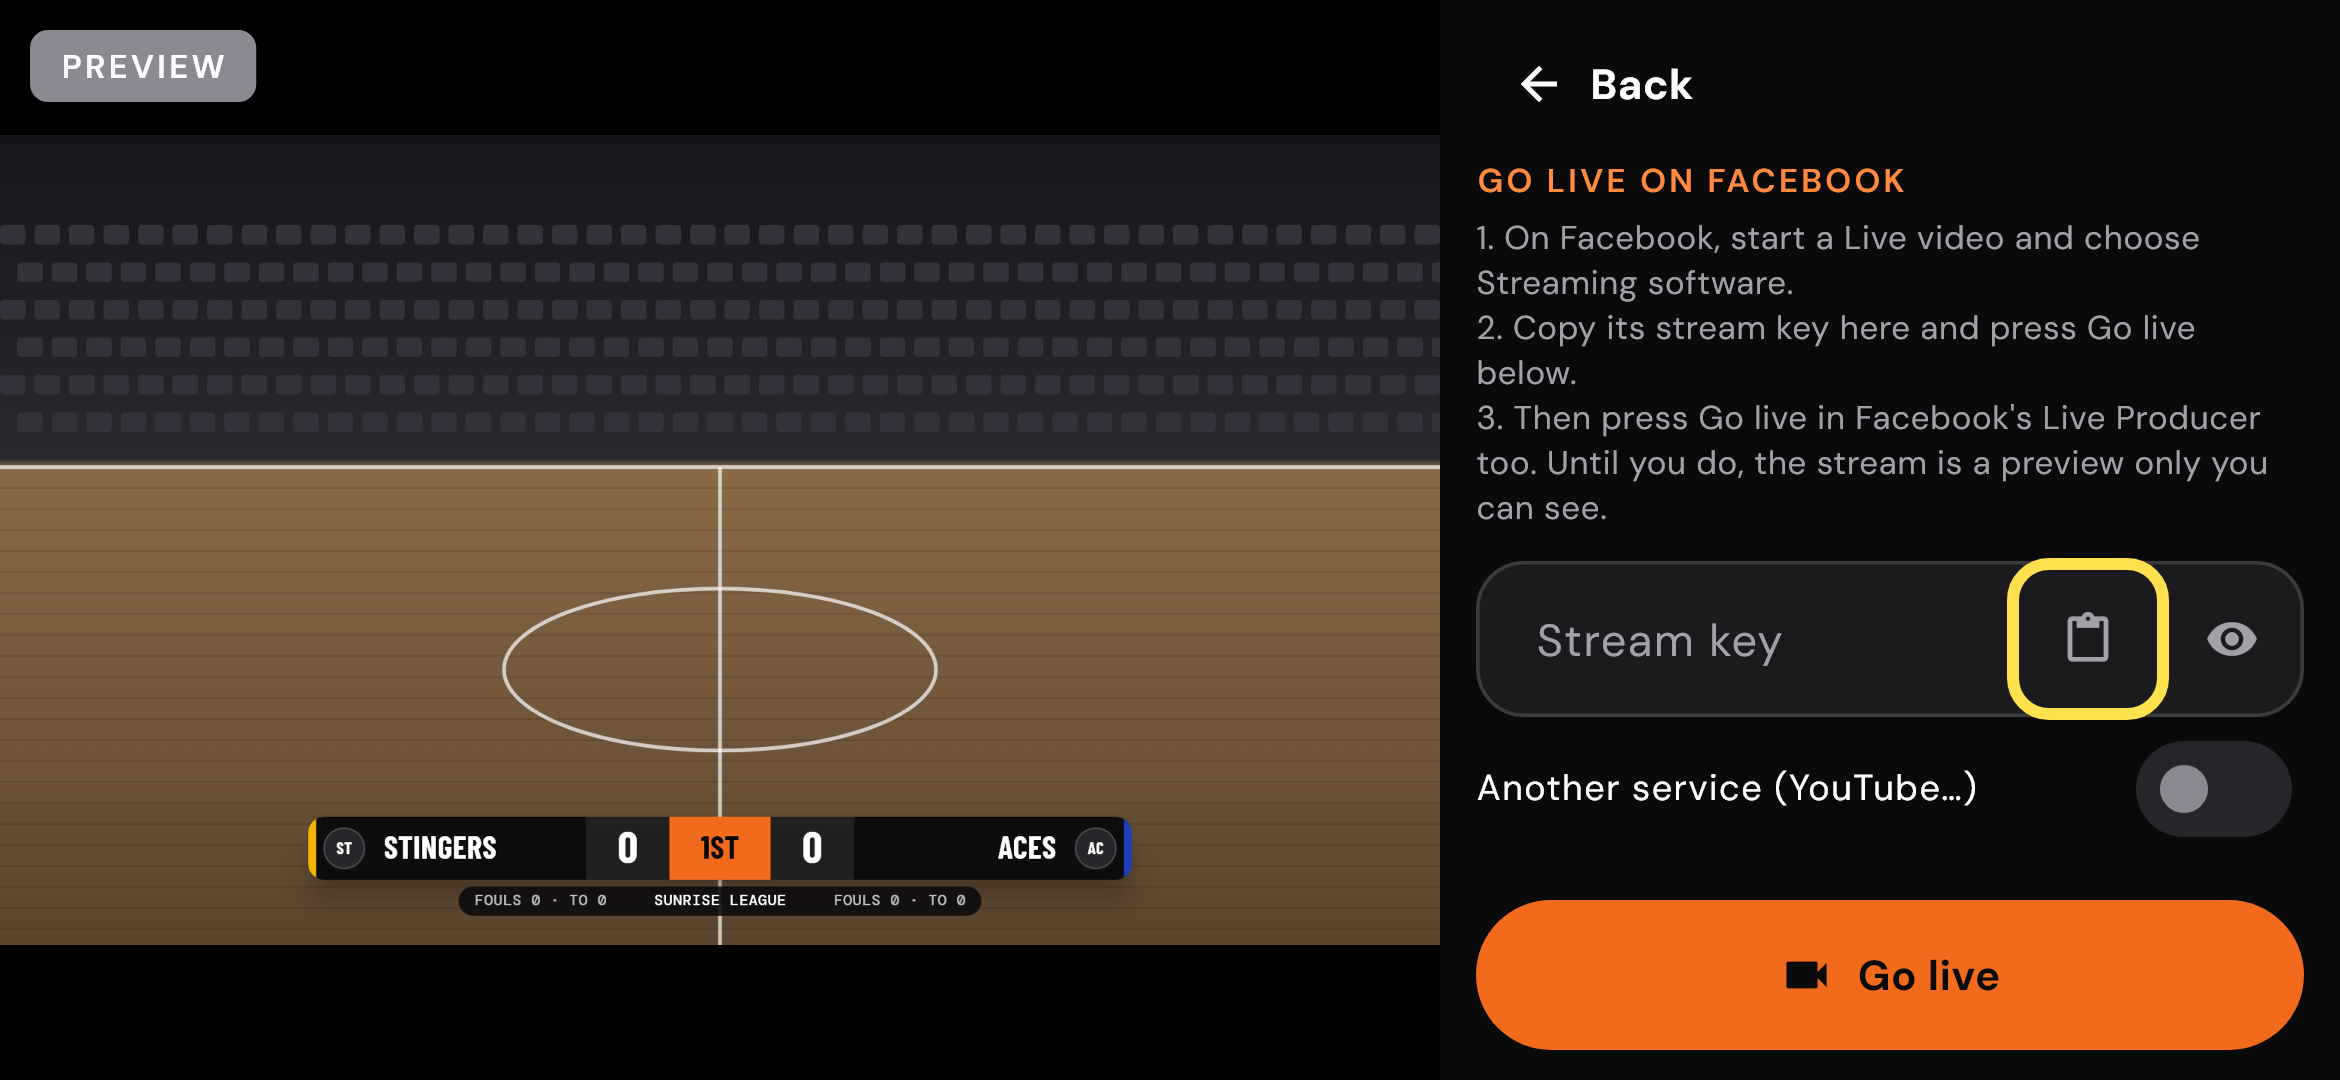 PREVIEW
ST STINGERS 0 1ST 0 ACES AC
FOULS 0 · TO 0 SUNRISE LEAGUE FOULS 0 · TO 0
Back
GO LIVE ON FACEBOOK
1. On Facebook, start a Live video and choose
Streaming software.
2. Copy its stream key here and press Go live
below.
3. Then press Go live in Facebook's Live Producer
too. Until you do, the stream is a preview only you
can see.
Stream key
Another service (YouTube…)
Go live